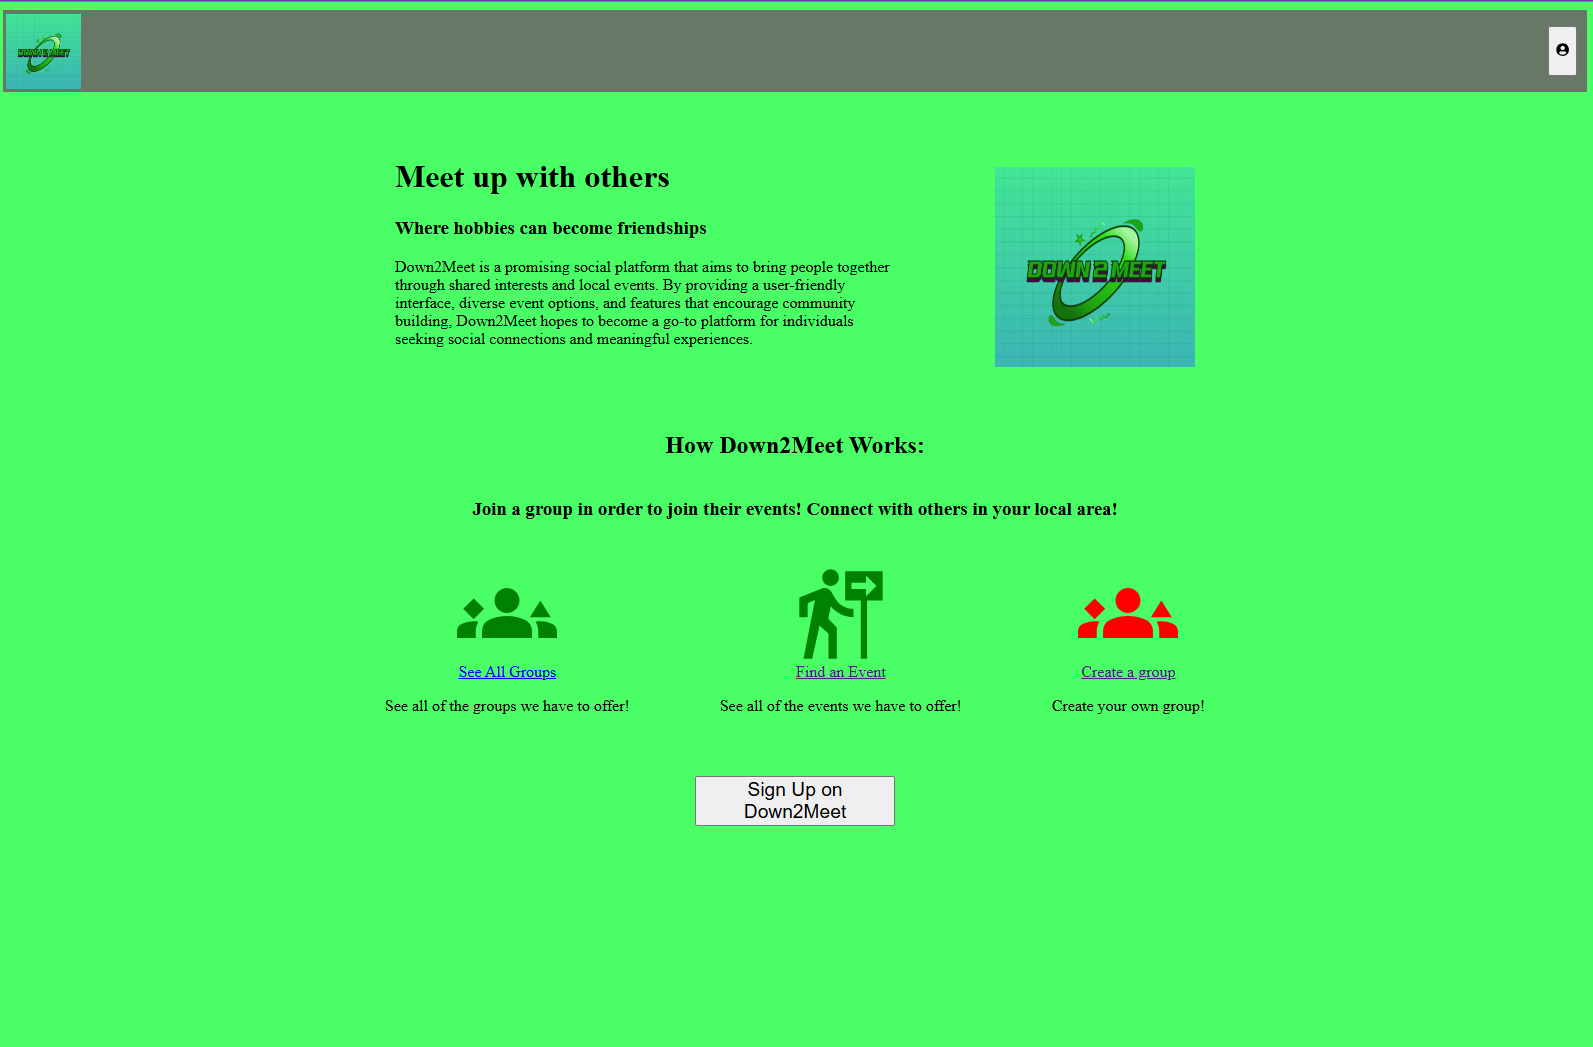 DOWN 2 MEET
Meet up with others
Where hobbies can become friendships
Down2Meet is a promising social platform that aims to bring people together
through shared interests and local events. By providing a user-friendly
interface, diverse event options, and features that encourage community
building, Down2Meet hopes to become a go-to platform for individuals
seeking social connections and meaningful experiences.
DOWN 2 MEET
How Down2Meet Works:
Join a group in order to join their events! Connect with others in your local area!
See All Groups
See all of the groups we have to offer!
Find an Event
See all of the events we have to offer!
Create a group
Create your own group!
Sign Up on
Down2Meet